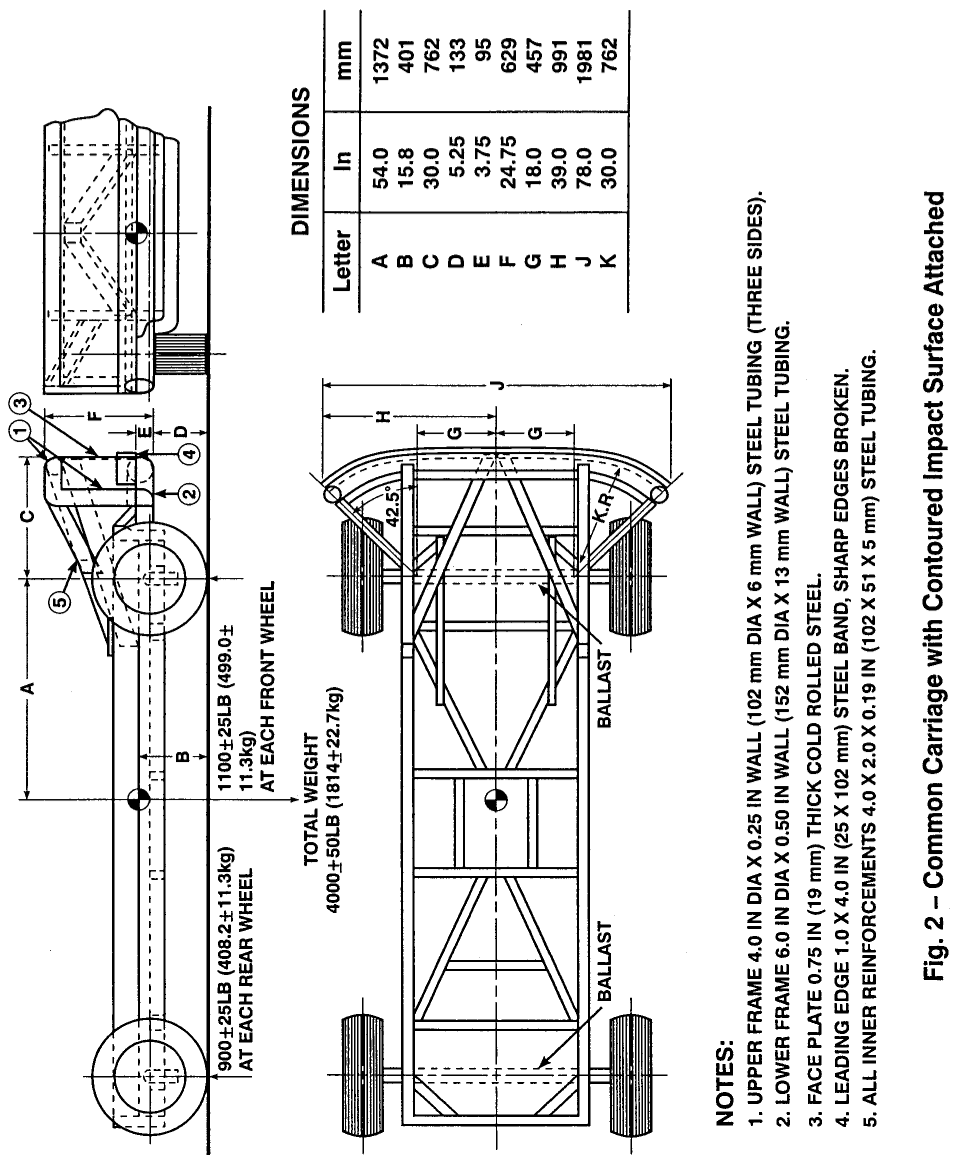 1
3
C
F
E
D
4
2
5
A
B
900±25LB (408.2±11.3kg)
AT EACH REAR WHEEL
1100±25LB (499.0±
11.3kg)
AT EACH FRONT WHEEL
TOTAL WEIGHT
4000±50LB (1814±22.7kg)
DIMENSIONS
Letter In mm
A 54.0 1372
B 15.8 401
C 30.0 762
D 5.25 133
E 3.75 95
F 24.75 629
G 18.0 457
H 39.0 991
J 78.0 1981
K 30.0 762
J
H
G
G
42.5°
K.R
BALLAST
BALLAST
NOTES:
1. UPPER FRAME 4.0 IN DIA X 0.25 IN WALL (102 mm DIA X 6 mm WALL) STEEL TUBING (THREE SIDES).
2. LOWER FRAME 6.0 IN DIA X 0.50 IN WALL (152 mm DIA X 13 mm WALL) STEEL TUBING.
3. FACE PLATE 0.75 IN (19 mm) THICK COLD ROLLED STEEL.
4. LEADING EDGE 1.0 X 4.0 IN (25 X 102 mm) STEEL BAND, SHARP EDGES BROKEN.
5. ALL INNER REINFORCEMENTS 4.0 X 2.0 X 0.19 IN (102 X 51 X 5 mm) STEEL TUBING.
Fig. 2 – Common Carriage with Contoured Impact Surface Attached